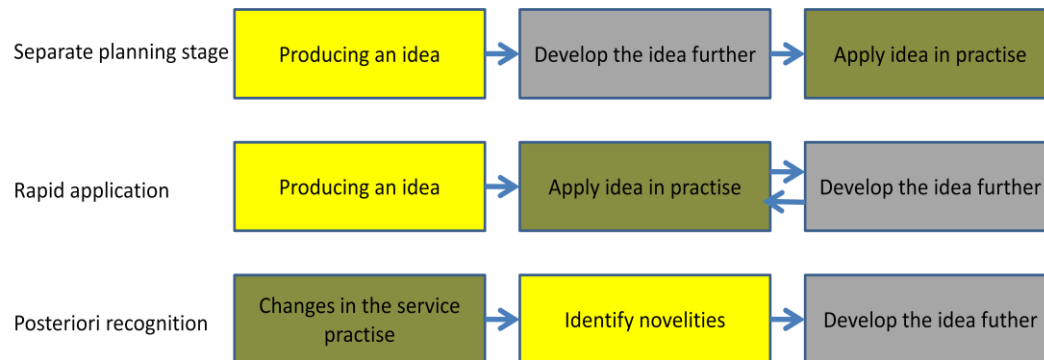 Separate planning stage
Producing an idea
Develop the idea further
Apply idea in practise
Rapid application
Producing an idea
Apply idea in practise
Develop the idea further
Posteriori recognition
Changes in the service
practise
Identify novelities
Develop the idea futher